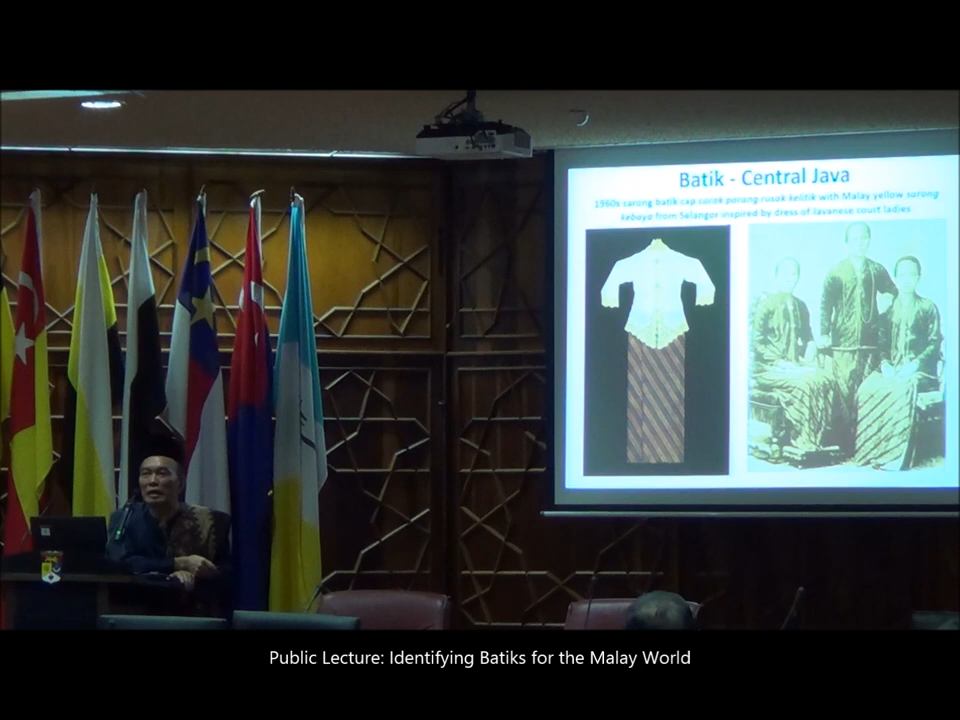 Batik - Central Java
1960s sarong batik cap corak parang rusak kelitik with Malay yellow sarong
kebaya from Selangor inspired by dress of Javanese court ladies
Public Lecture: Identifying Batiks for the Malay World